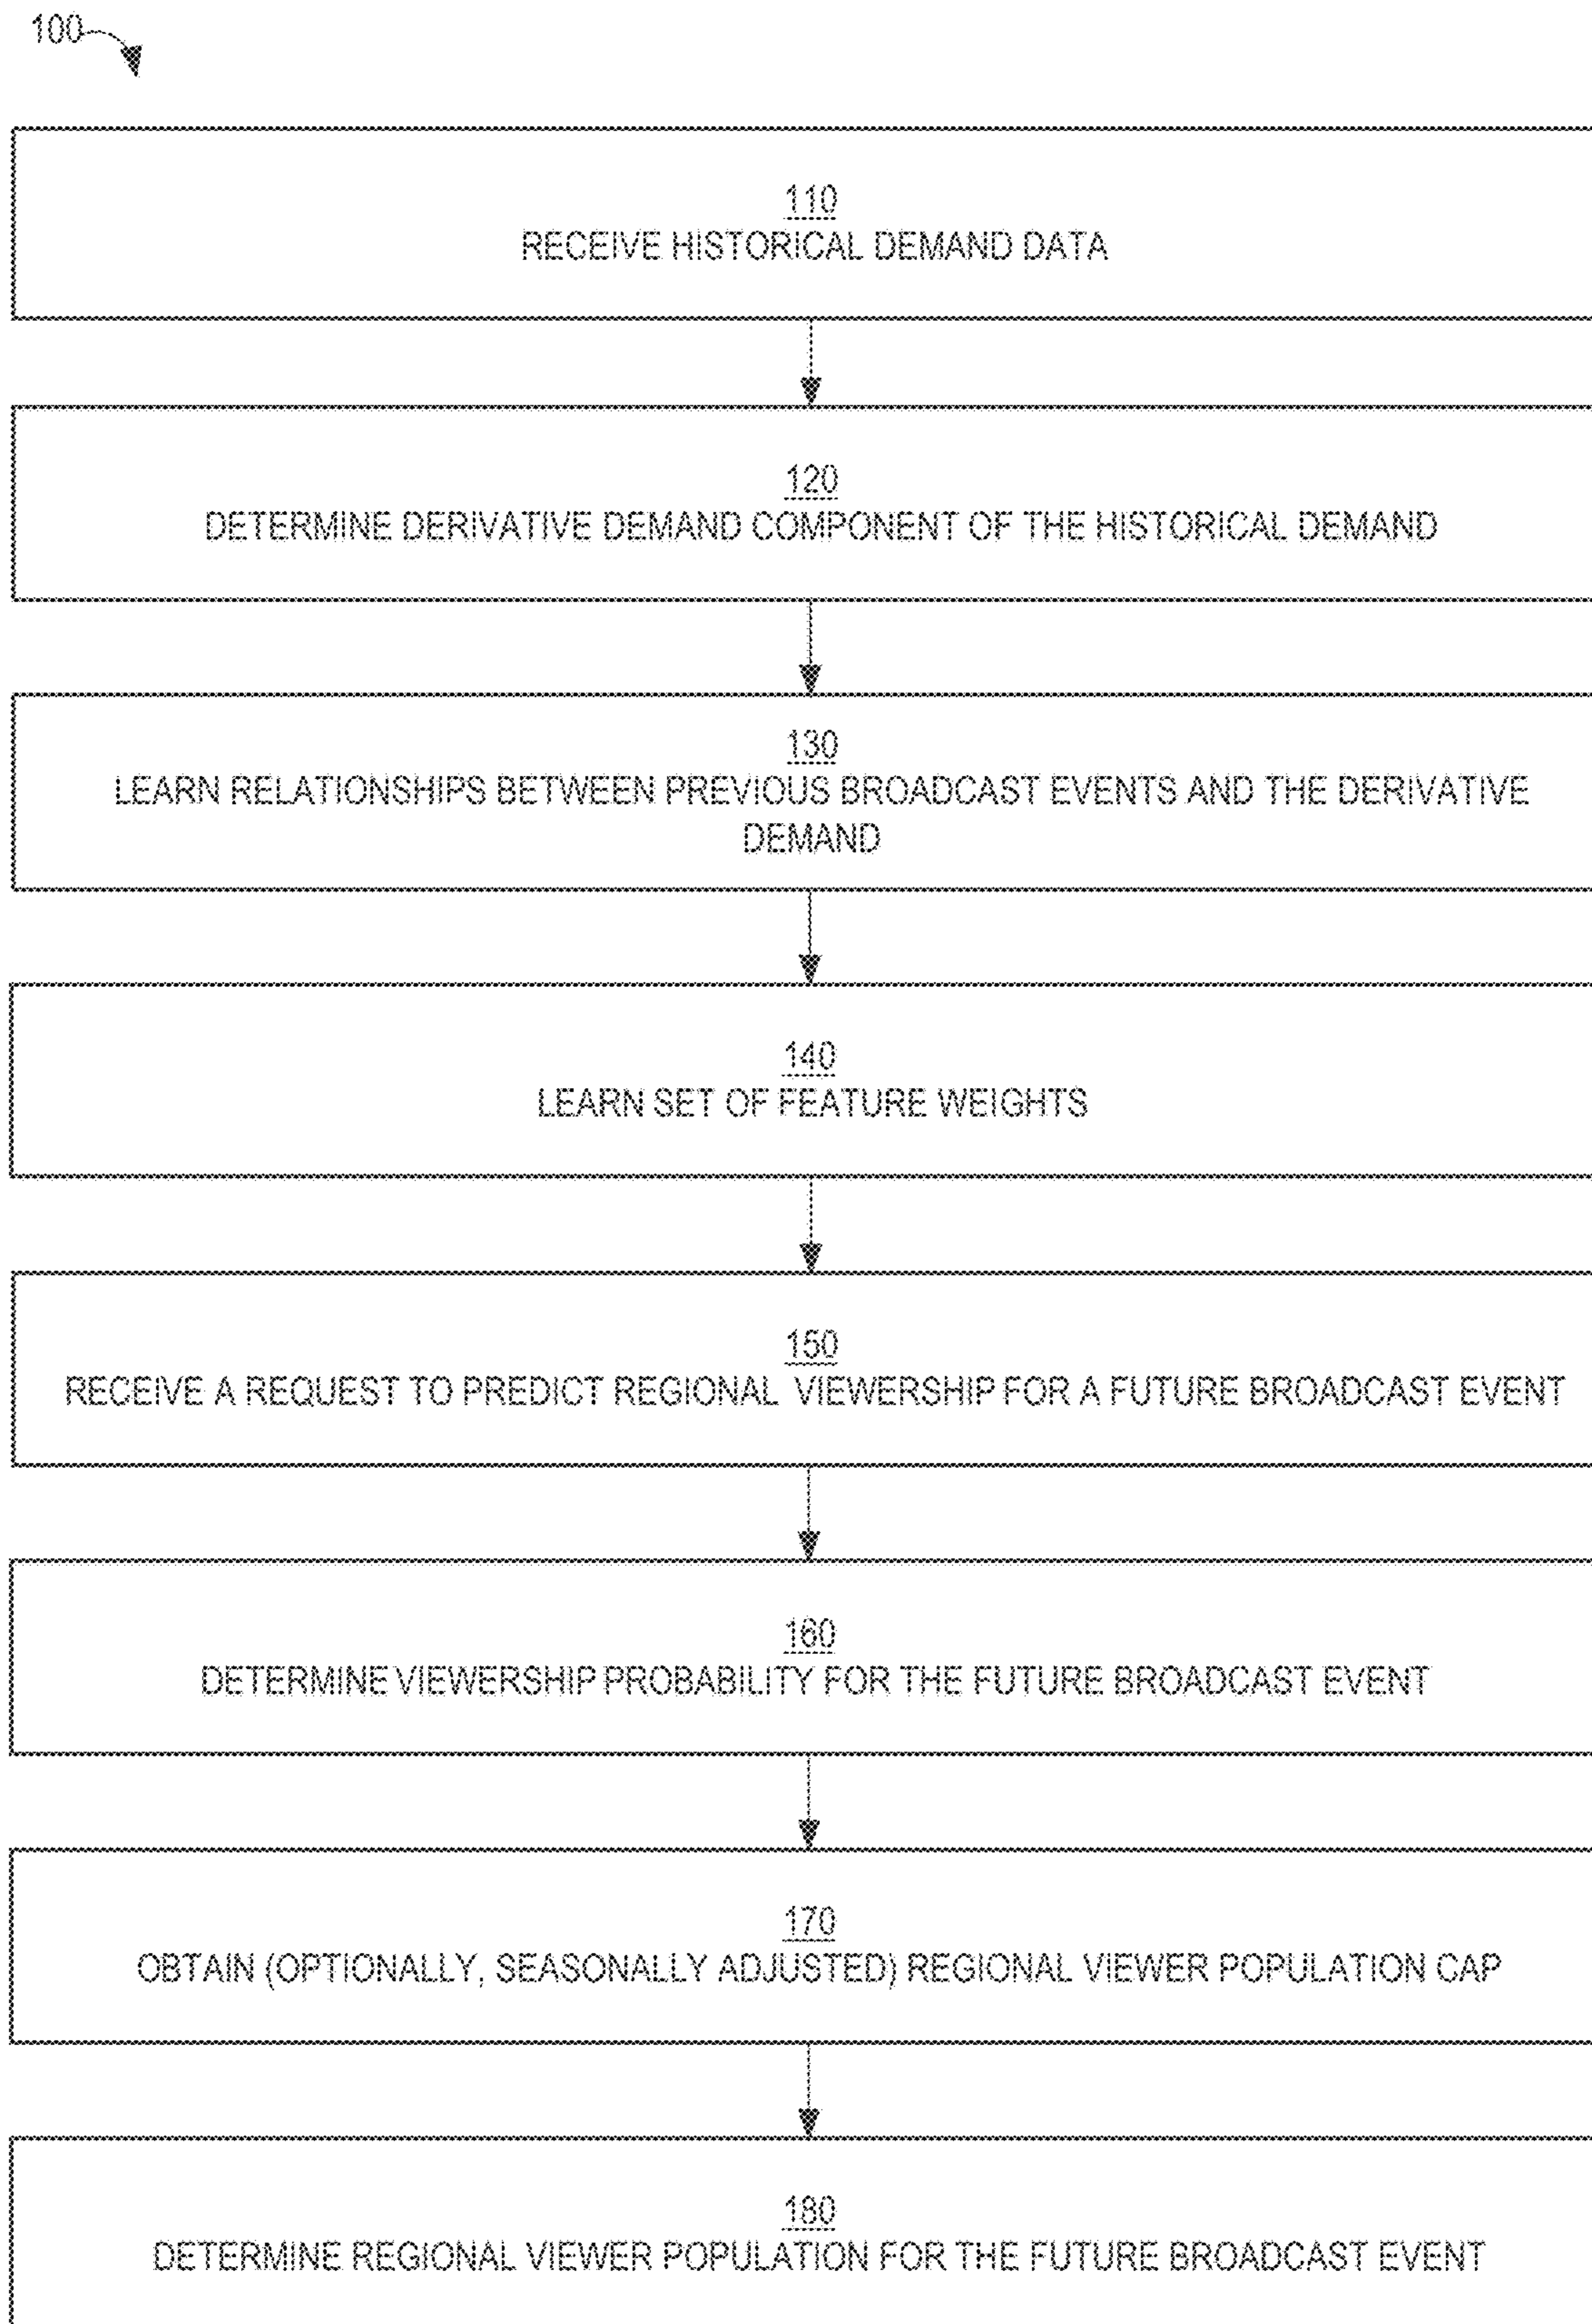 100
110
RECEIVE HISTORICAL DEMAND DATA
120
DETERMINE DERIVATIVE DEMAND COMPONENT OF THE HISTORICAL DEMAND
130
LEARN RELATIONSHIPS BETWEEN PREVIOUS BROADCAST EVENTS AND THE DERIVATIVE
DEMAND
140
LEARN SET OF FEATURE WEIGHTS
150
RECEIVE A REQUEST TO PREDICT REGIONAL VIEWERSHIP FOR A FUTURE BROADCAST EVENT
160
DETERMINE VIEWERSHIP PROBABILITY FOR THE FUTURE BROADCAST EVENT
170
OBTAIN (OPTIONALLY, SEASONALLY ADJUSTED) REGIONAL VIEWER POPULATION CAP
180
DETERMINE REGIONAL VIEWER POPULATION FOR THE FUTURE BROADCAST EVENT